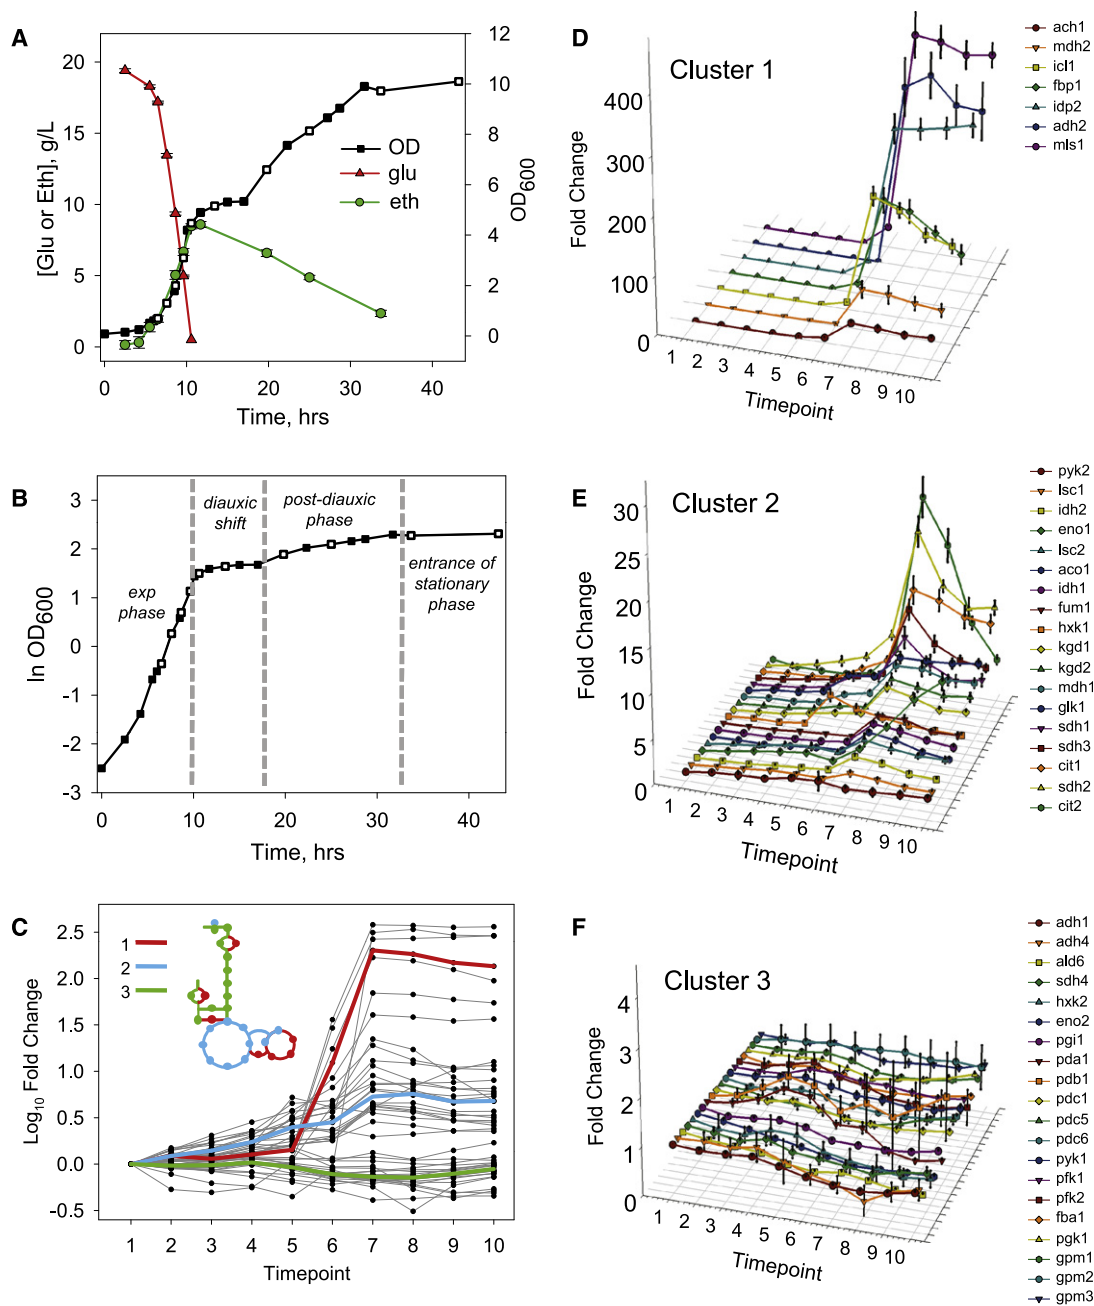 A
[Glu or Eth], g/L
20
15
10
5
0
12
10
8
6
4
2
0
OD600
OD
glu
eth
0
10
20
30
40
Time, hrs
B
ln OD600
3
2
1
0
-1
-2
-3
exp
phase
diauxic
shift
post-diauxic
phase
entrance of
stationary
phase
0
10
20
30
40
Time, hrs
C
Log10 Fold Change
2.5
2.0
1.5
1.0
0.5
0.0
-0.5
1
2
3
1 2 3 4 5 6 7 8 9 10
Timepoint
D
Cluster 1
Fold Change
400
300
200
100
0
1 2 3 4 5 6 7 8 9 10
Timepoint
ach1
mdh2
icl1
fbp1
idp2
adh2
mls1
E
Cluster 2
Fold Change
30
25
20
15
10
5
0
1 2 3 4 5 6 7 8 9 10
Timepoint
pyk2
lsc1
idh2
eno1
lsc2
aco1
idh1
fum1
hxk1
kgd1
kgd2
mdh1
glk1
sdh1
sdh3
cit1
sdh2
cit2
F
Cluster 3
Fold Change
4
3
2
1
0
1 2 3 4 5 6 7 8 9 10
Timepoint
adh1
adh4
ald6
sdh4
hxk2
eno2
pgi1
pda1
pdb1
pdc1
pdc5
pdc6
pyk1
pfk1
pfk2
fba1
pgk1
gpm1
gpm2
gpm3